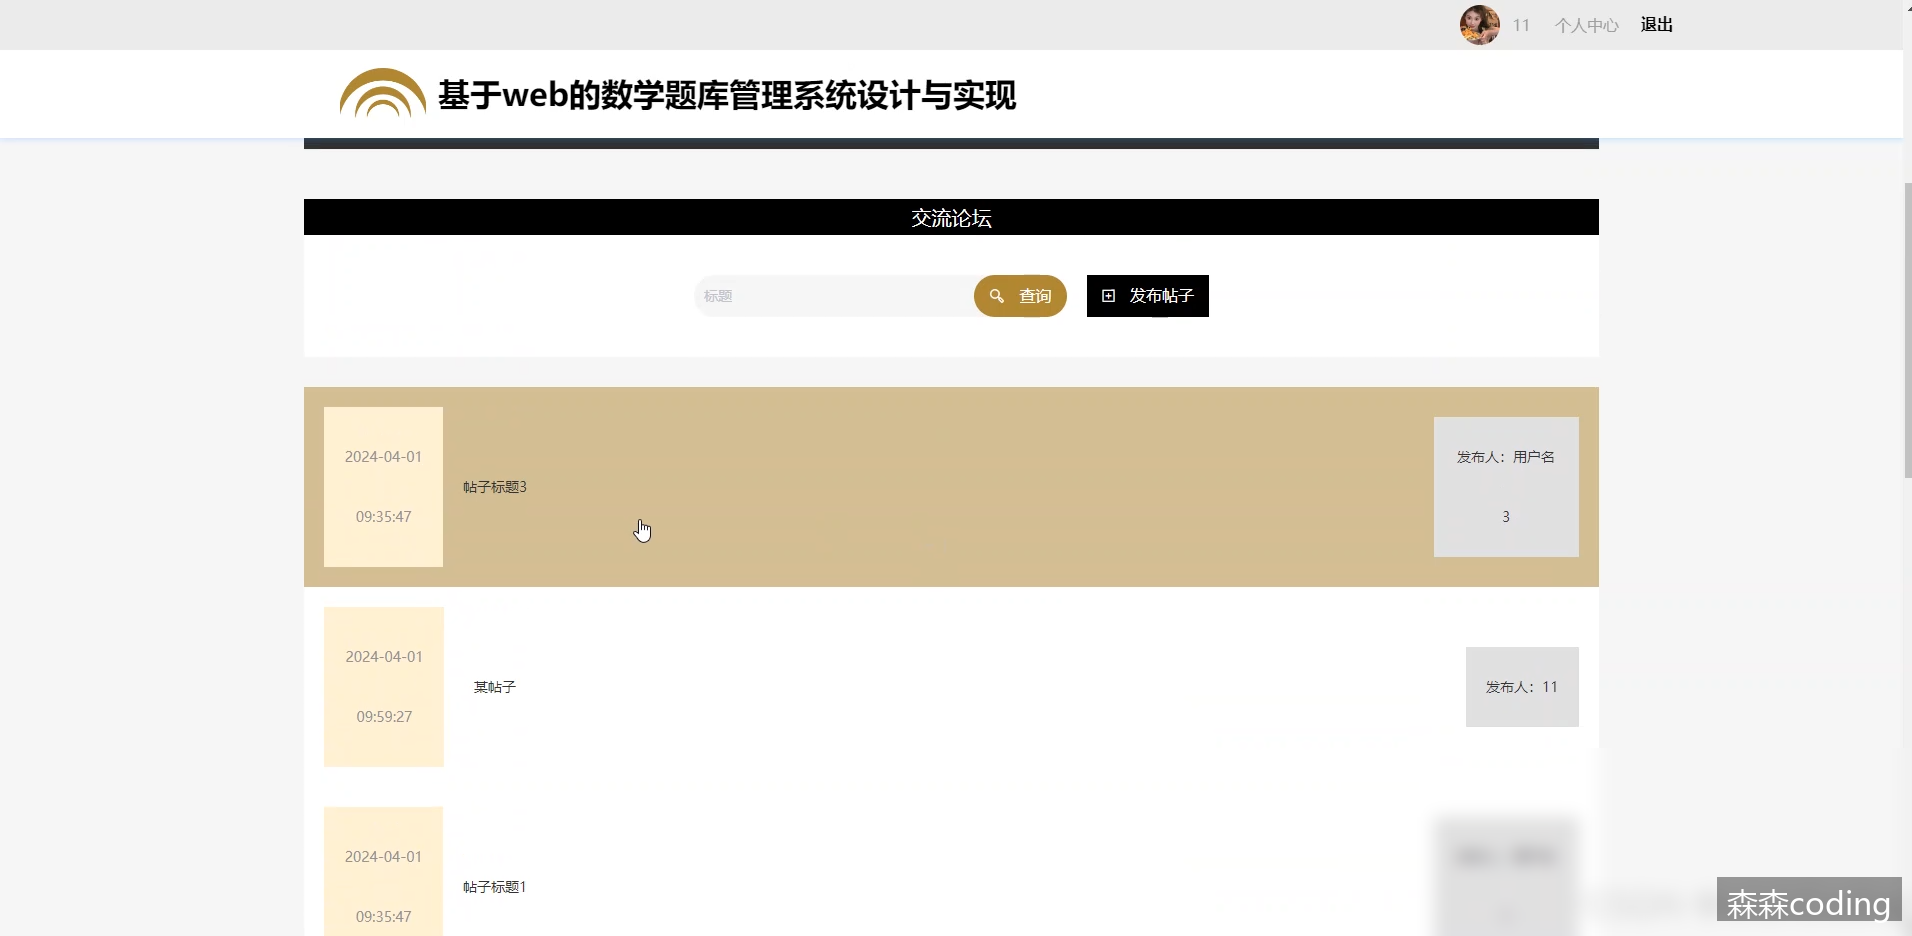 11 个人中心 退出
基于web的数学题库管理系统设计与实现
交流论坛
标题 查询 发布帖子
2024-04-01
09:35:47
帖子标题3
发布人：用户名
3
2024-04-01
09:59:27
某帖子
发布人：11
2024-04-01
09:35:47
帖子标题1
森森coding